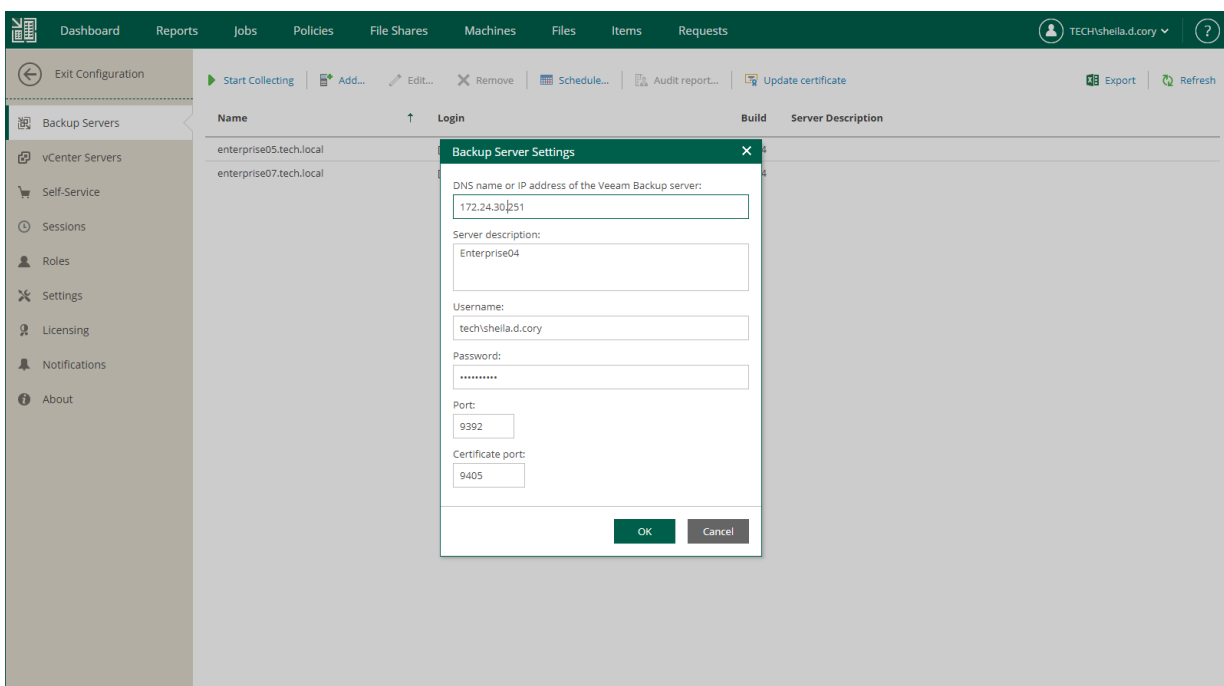 Dashboard Reports Jobs Policies File Shares Machines Files Items Requests TECH\sheila.d.cory ?
Exit Configuration
Start Collecting Add... Edit... Remove Schedule... Audit report... Update certificate Export Refresh
Backup Servers
vCenter Servers
Self-Service
Sessions
Roles
Settings
Licensing
Notifications
About
Name ↑ Login Build Server Description
enterprise05.tech.local [ 4
enterprise07.tech.local [ 4
Backup Server Settings
DNS name or IP address of the Veeam Backup server:
172.24.30.251
Server description:
Enterprise04
Username:
tech\sheila.d.cory
Password:
••••••••••
Port:
9392
Certificate port:
9405
OK Cancel